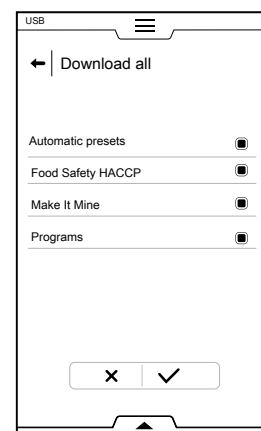 USB
Download all
Automatic presets
Food Safety HACCP
Make It Mine
Programs